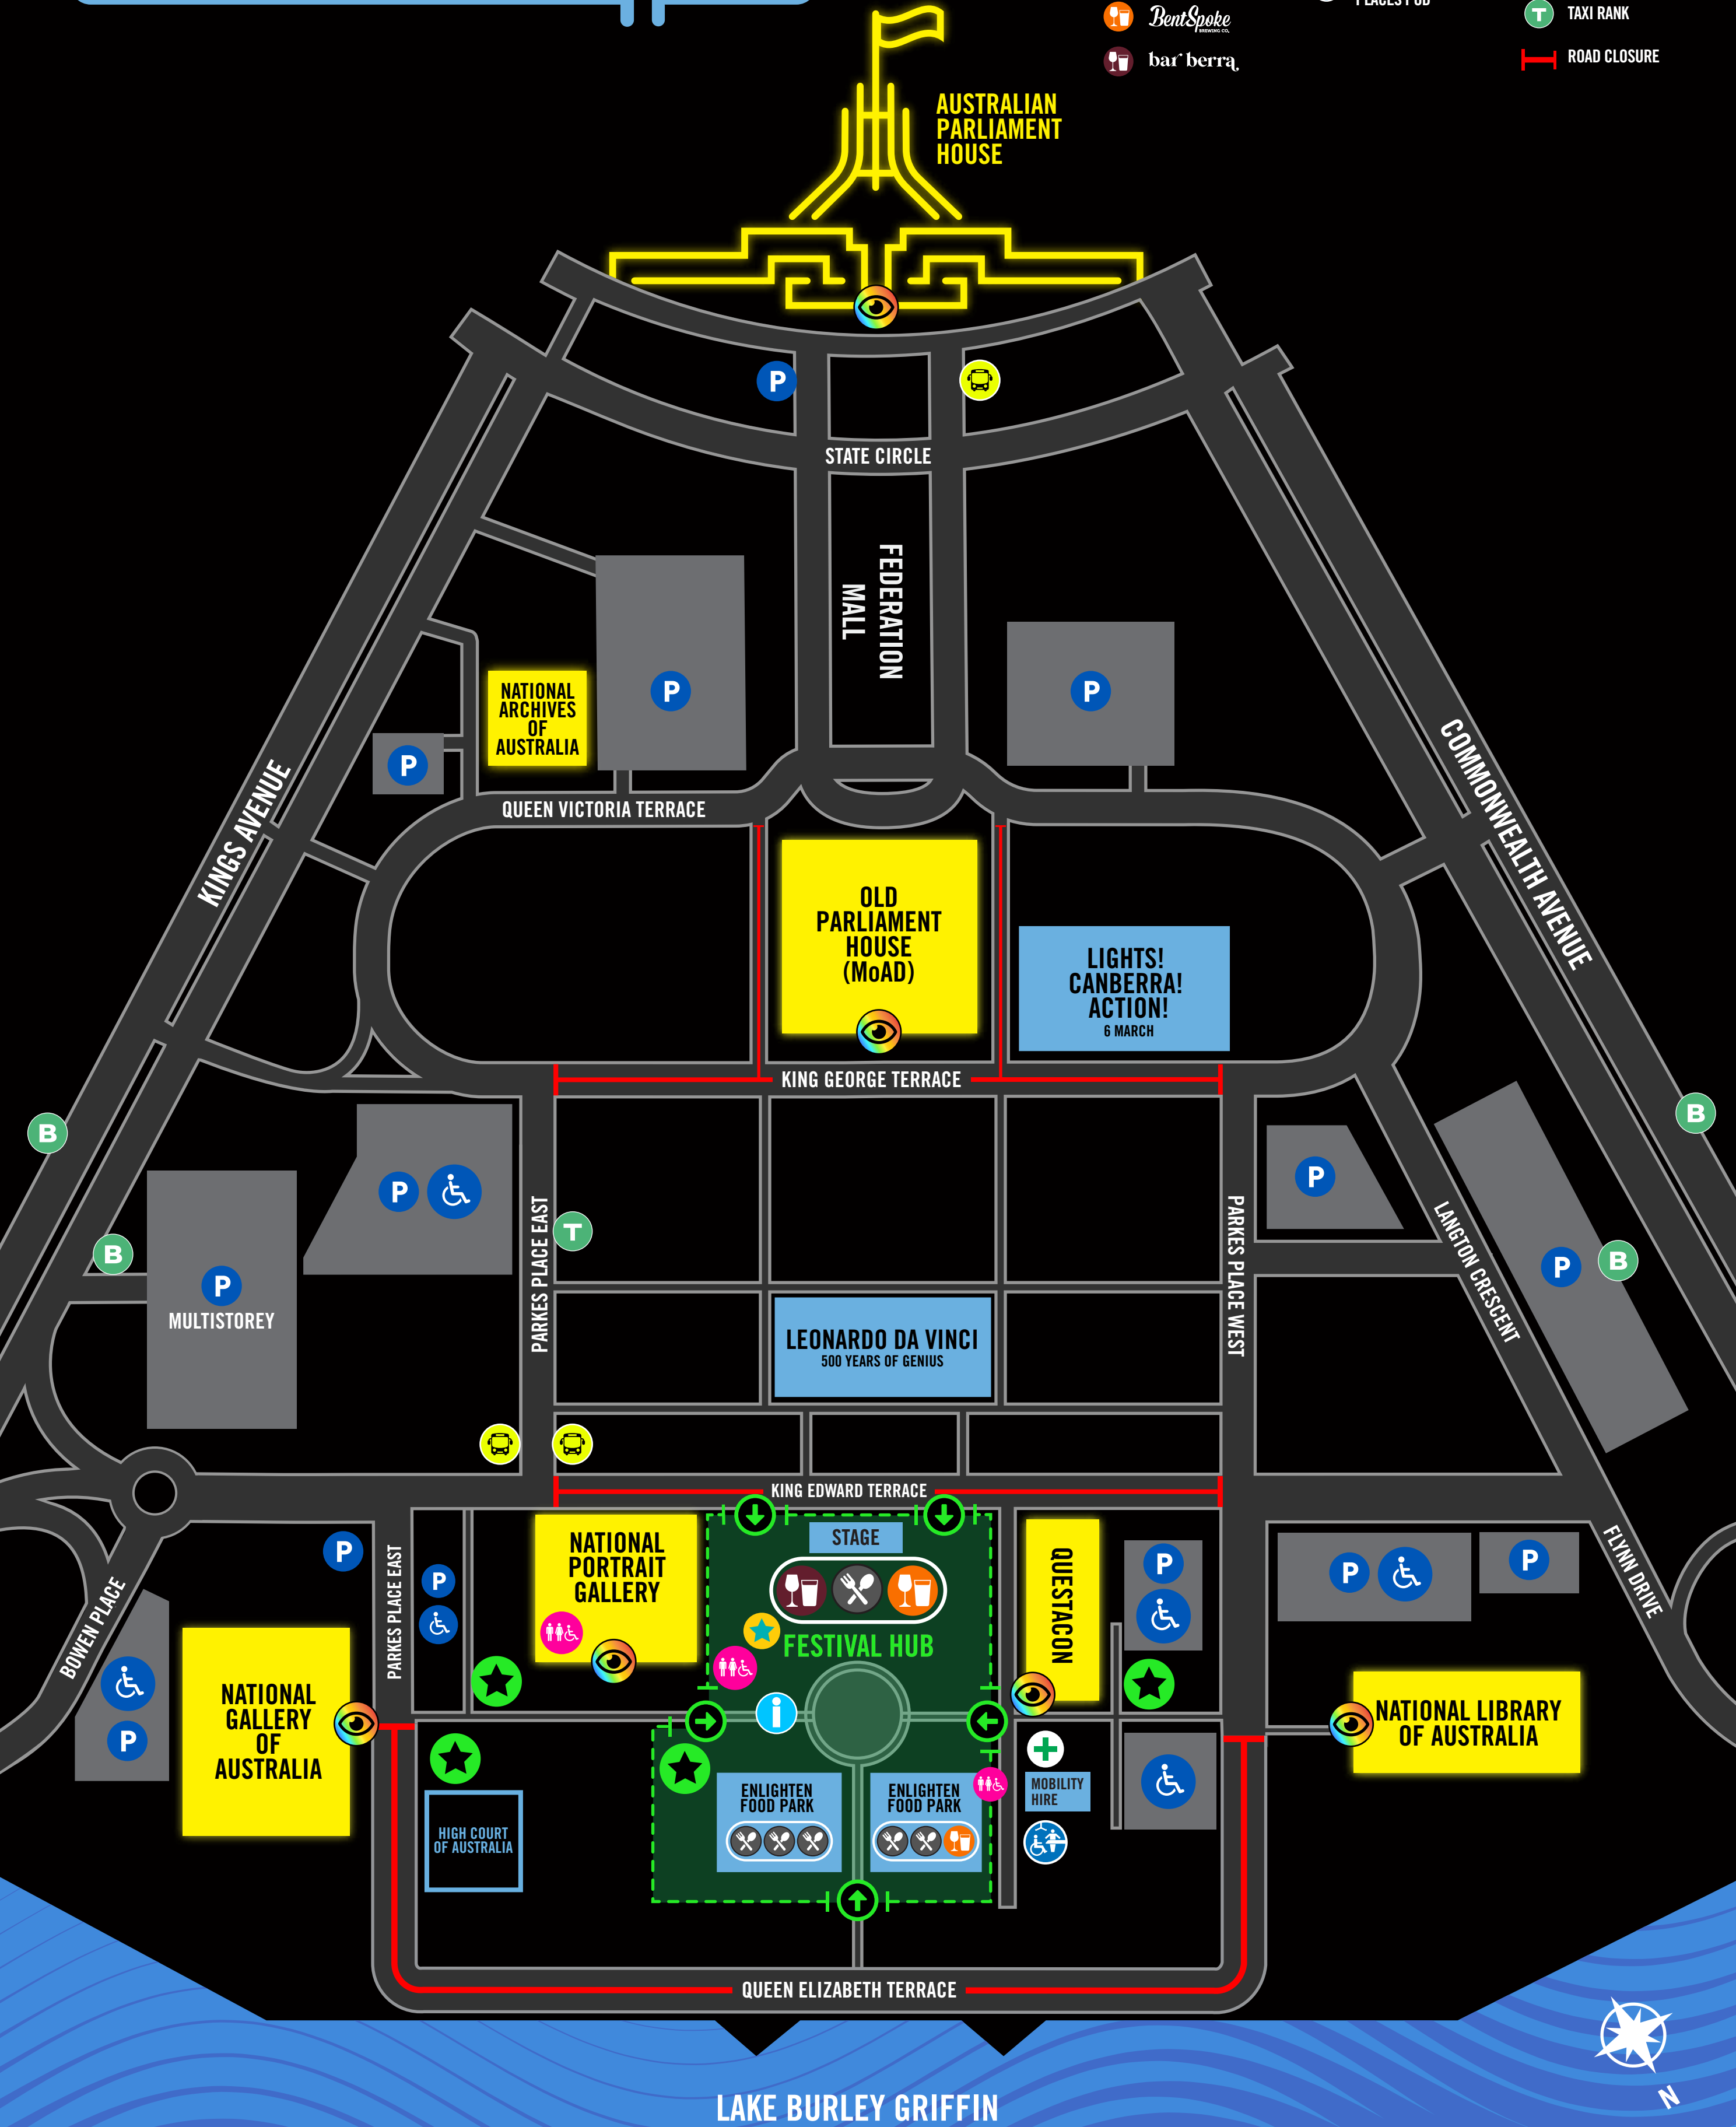 BentSpoke
BREWING CO.
bar berra
TAXI RANK
ROAD CLOSURE
AUSTRALIAN
PARLIAMENT
HOUSE
P
STATE CIRCLE
FEDERATION
MALL
NATIONAL
ARCHIVES
OF
AUSTRALIA
P
P
P
QUEEN VICTORIA TERRACE
KINGS AVENUE
COMMONWEALTH AVENUE
OLD
PARLIAMENT
HOUSE
(MoAD)
LIGHTS!
CANBERRA!
ACTION!
6 MARCH
KING GEORGE TERRACE
B
B
P
P
PARKES PLACE EAST
T
PARKES PLACE WEST
LANGTON CRESCENT
B
P
MULTISTOREY
P
B
LEONARDO DA VINCI
500 YEARS OF GENIUS
KING EDWARD TERRACE
BOWEN PLACE
P
PARKES PLACE EAST
P
NATIONAL
PORTRAIT
GALLERY
STAGE
FESTIVAL HUB
QUESTACON
P
P
P
FLYNN DRIVE
NATIONAL
GALLERY
OF
AUSTRALIA
P
i
NATIONAL LIBRARY
OF AUSTRALIA
HIGH COURT
OF AUSTRALIA
ENLIGHTEN
FOOD PARK
ENLIGHTEN
FOOD PARK
MOBILITY
HIRE
QUEEN ELIZABETH TERRACE
LAKE BURLEY GRIFFIN
N